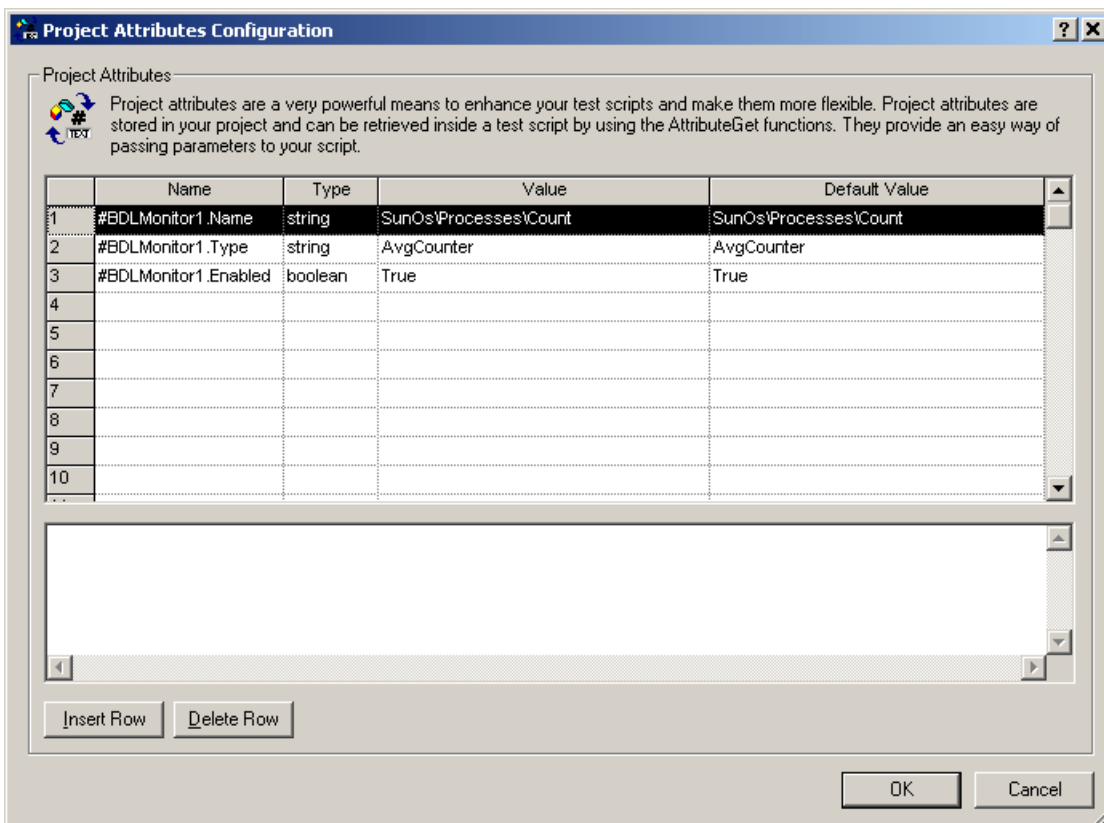 Project Attributes Configuration
Project Attributes
Project attributes are a very powerful means to enhance your test scripts and make them more flexible. Project attributes are
stored in your project and can be retrieved inside a test script by using the AttributeGet functions. They provide an easy way of
passing parameters to your script.
Name Type Value Default Value
1 #BDLMonitor1.Name string SunOs\Processes\Count SunOs\Processes\Count
2 #BDLMonitor1.Type string AvgCounter AvgCounter
3 #BDLMonitor1.Enabled boolean True True
4
5
6
7
8
9
10
Insert Row Delete Row
OK Cancel